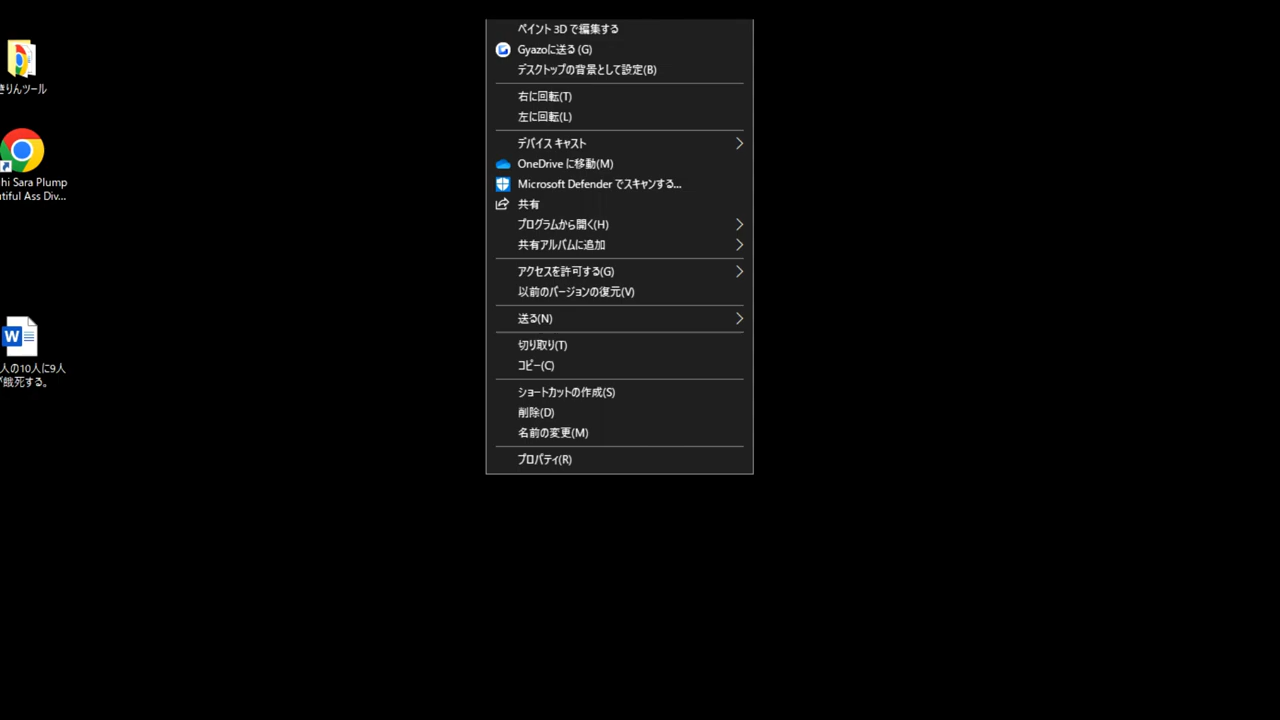 きりんツール
hi Sara Plump
tiful Ass Div...
人の10人に9人
が餓死する。
ペイント 3D で編集する
Gyazoに送る (G)
デスクトップの背景として設定(B)
右に回転(T)
左に回転(L)
デバイス キャスト
OneDrive に移動(M)
Microsoft Defender でスキャンする...
共有
プログラムから開く(H)
共有アルバムに追加
アクセスを許可する(G)
以前のバージョンの復元(V)
送る(N)
切り取り(T)
コピー(C)
ショートカットの作成(S)
削除(D)
名前の変更(M)
プロパティ(R)